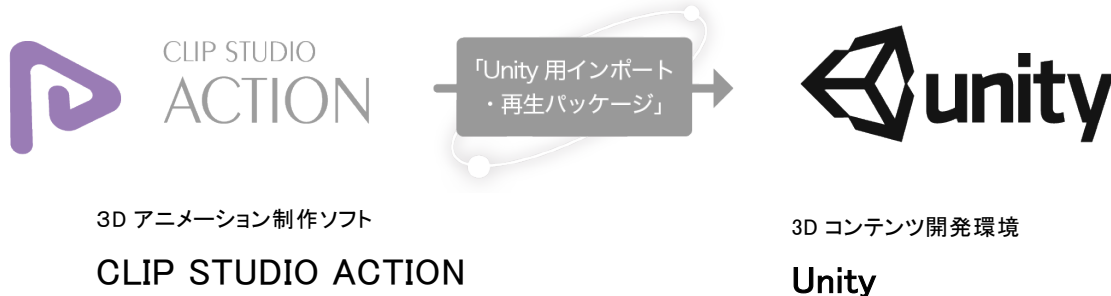 CLIP STUDIO
ACTION
「Unity 用インポート
・再生パッケージ」
unity
3D アニメーション制作ソフト
CLIP STUDIO ACTION
3D コンテンツ開発環境
Unity